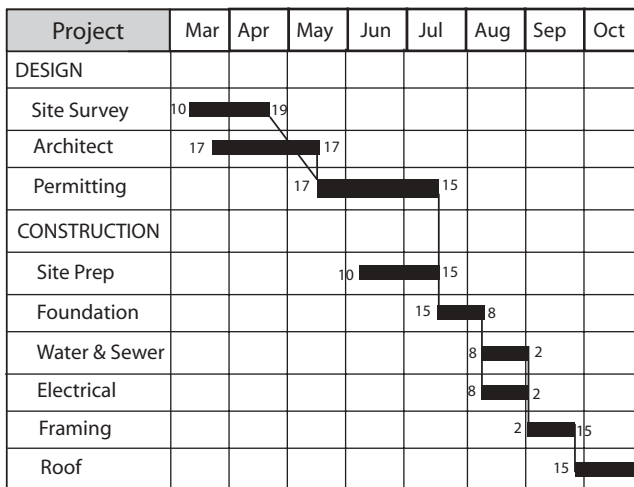 Project Mar Apr May Jun Jul Aug Sep Oct
DESIGN
Site Survey 10 19
Architect 17 17
Permitting 17 15
CONSTRUCTION
Site Prep 10 15
Foundation 15 8
Water & Sewer 8 2
Electrical 8 2
Framing 2 15
Roof 15